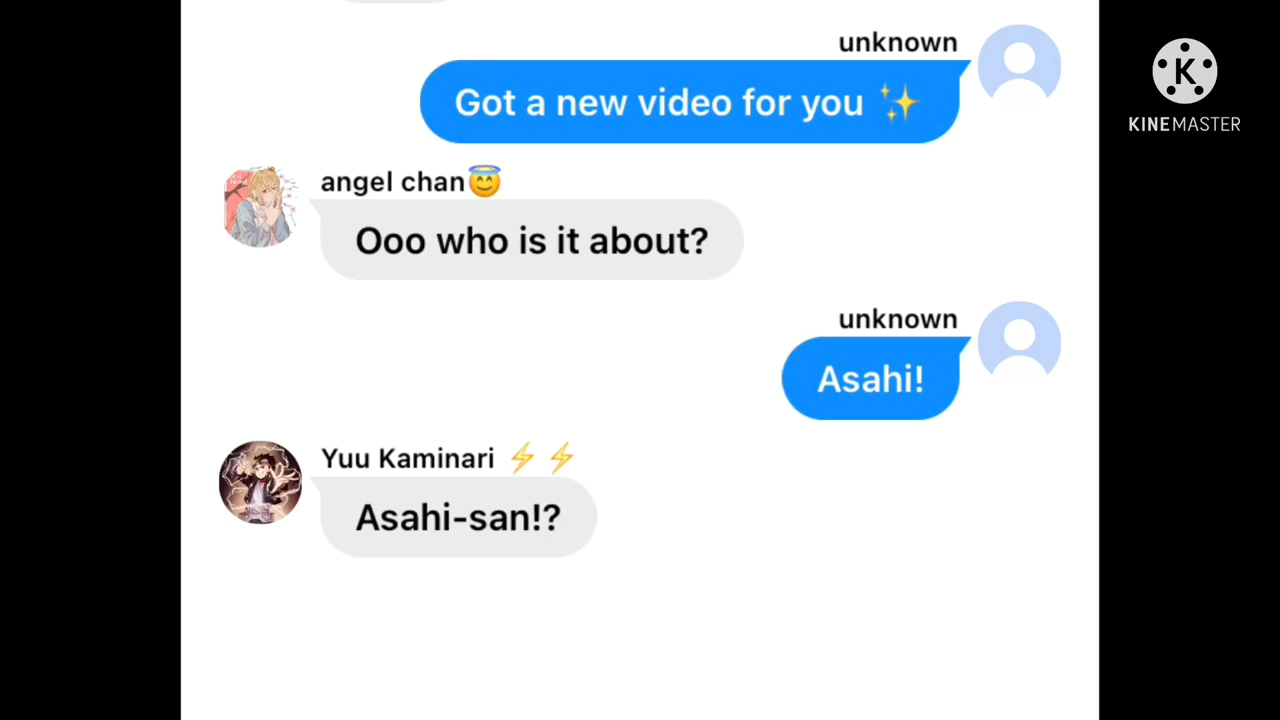 unknown
Got a new video for you ✨
angel chan😇
Ooo who is it about?
unknown
Asahi!
Yuu Kaminari ⚡ ⚡
Asahi-san!?
K
KINEMASTER